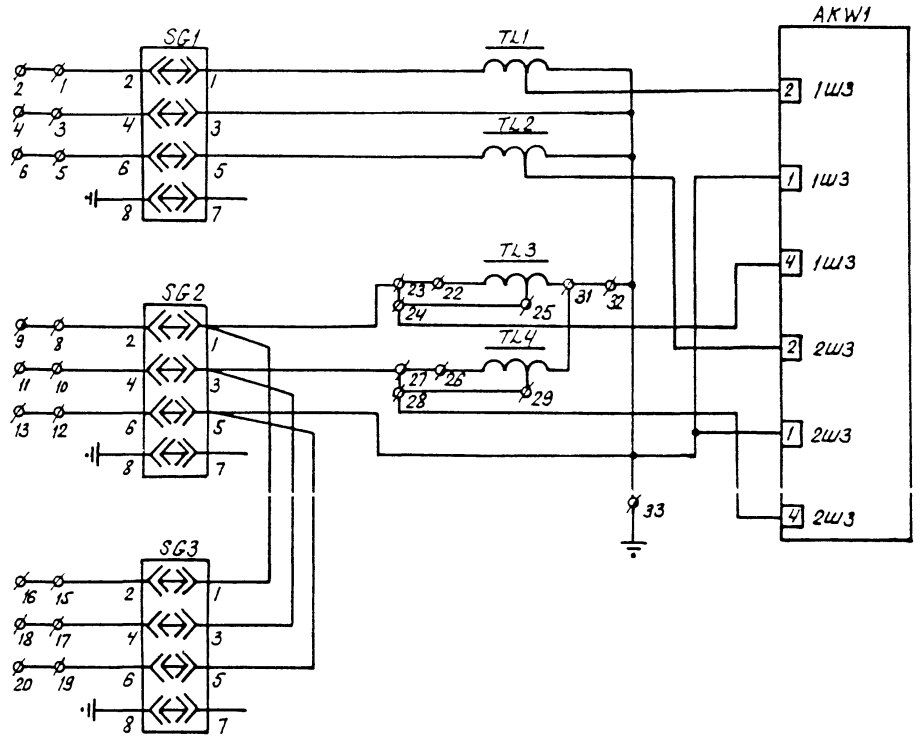 SG1
TL1
AKW1
2 1 2 1
2 1Ш3
4 3 4 3
TL2
6 5 6 5
1 1Ш3
8 7
4 1Ш3
TL3
SG2
23 22 31 32
24 25
9 8 2 1
TL4
2 2Ш3
11 10 4 3
27 26
28 29
13 12 6 5
1 2Ш3
8 7
33
4 2Ш3
SG3
16 15 2 1
18 17 4 3
20 19 6 5
8 7